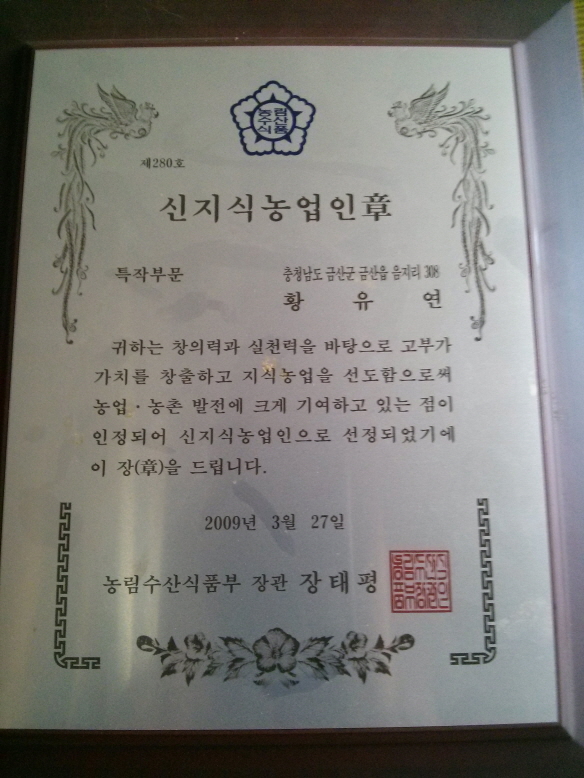 농림
수산
식품
제280호
신지식농업인章
특작부문
충청남도 금산군 금산읍 음지리 308
황 유 연
귀하는 창의력과 실천력을 바탕으로 고부가
가치를 창출하고 지식농업을 선도함으로써
농업·농촌 발전에 크게 기여하고 있는 점이
인정되어 신지식농업인으로 선정되었기에
이 장(章)을 드립니다.
2009년 3월 27일
농림수산식품부 장관 장태평